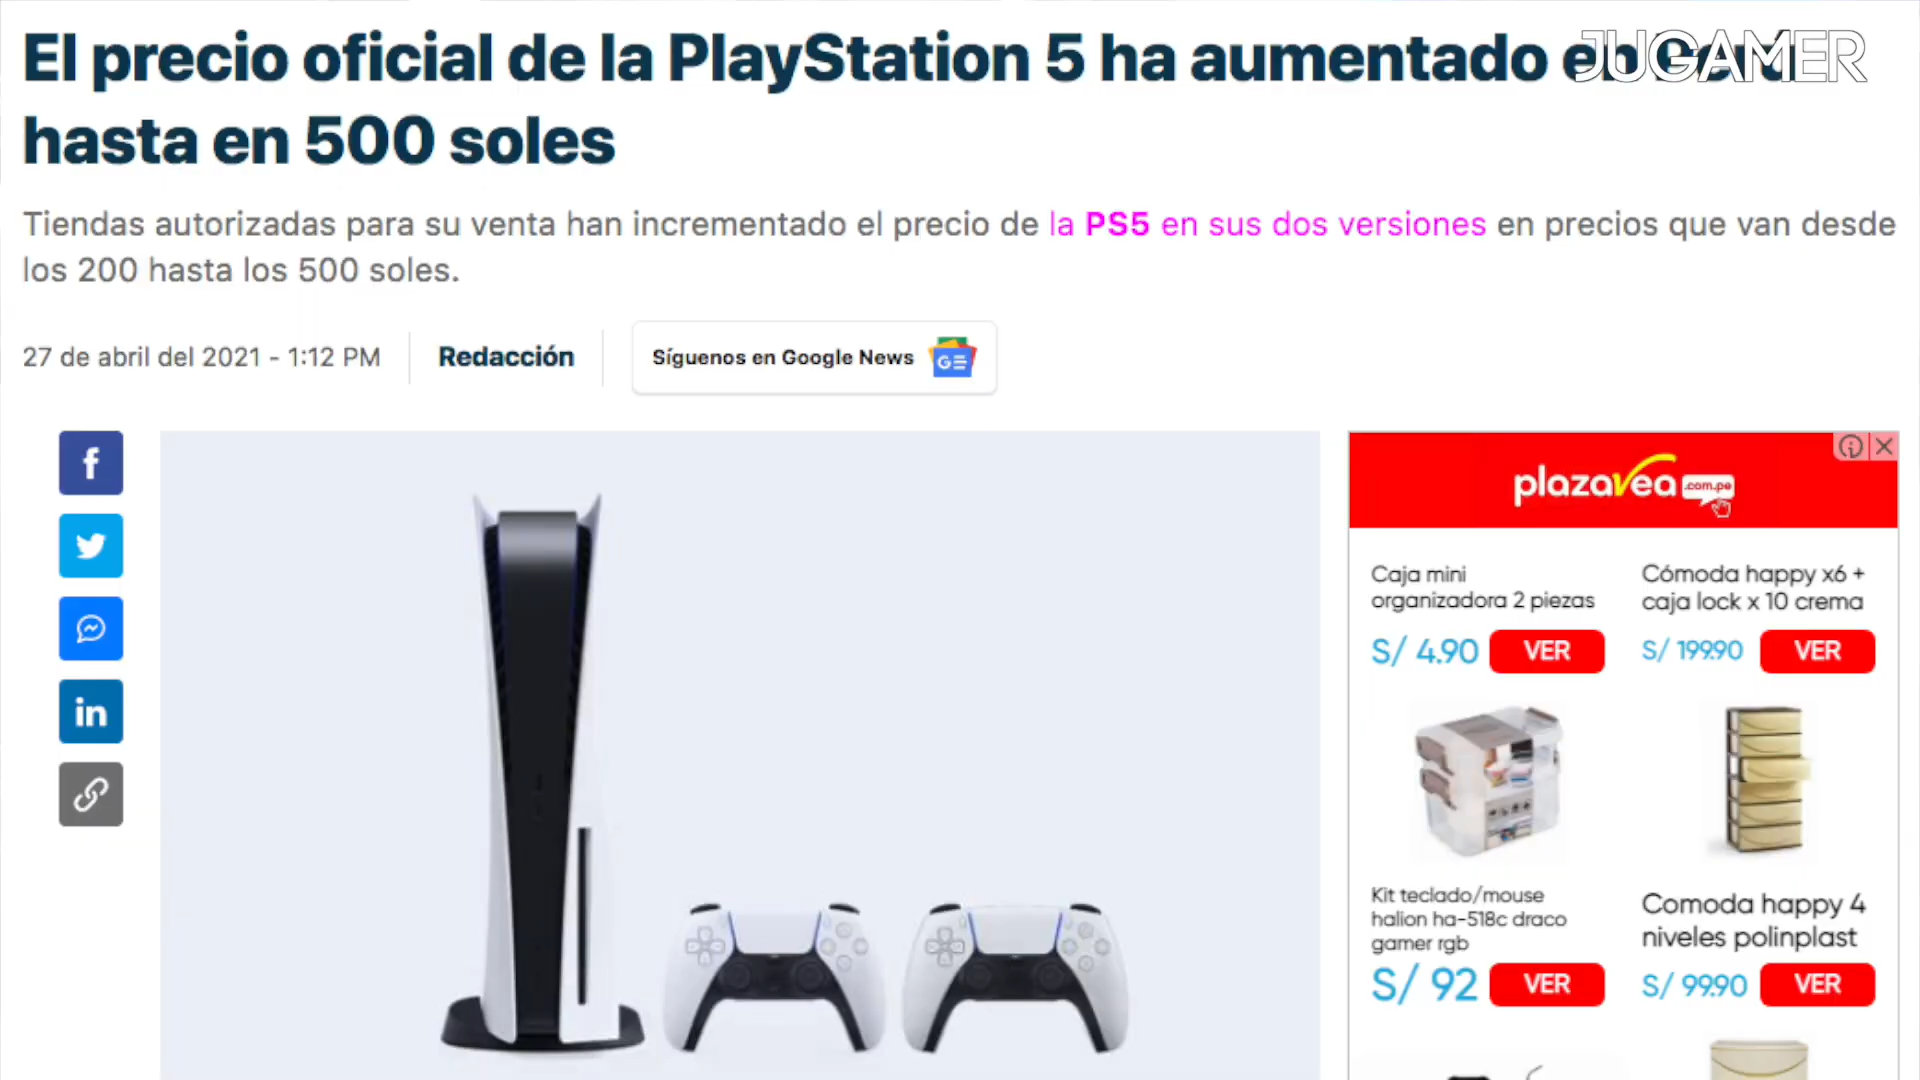 El precio oficial de la PlayStation 5 ha aumentado en Perú
JUGAMER
hasta en 500 soles
Tiendas autorizadas para su venta han incrementado el precio de la PS5 en sus dos versiones en precios que van desde
los 200 hasta los 500 soles.
27 de abril del 2021 - 1:12 PM
Redacción
Síguenos en Google News
GE
f
in
plazavea .com.pe
Caja mini
organizadora 2 piezas
S/ 4.90 VER
Cómoda happy x6 +
caja lock x 10 crema
S/ 199.90 VER
Kit teclado/mouse
halion ha-518c draco
gamer rgb
S/ 92 VER
Comoda happy 4
niveles polinplast
S/ 99.90 VER